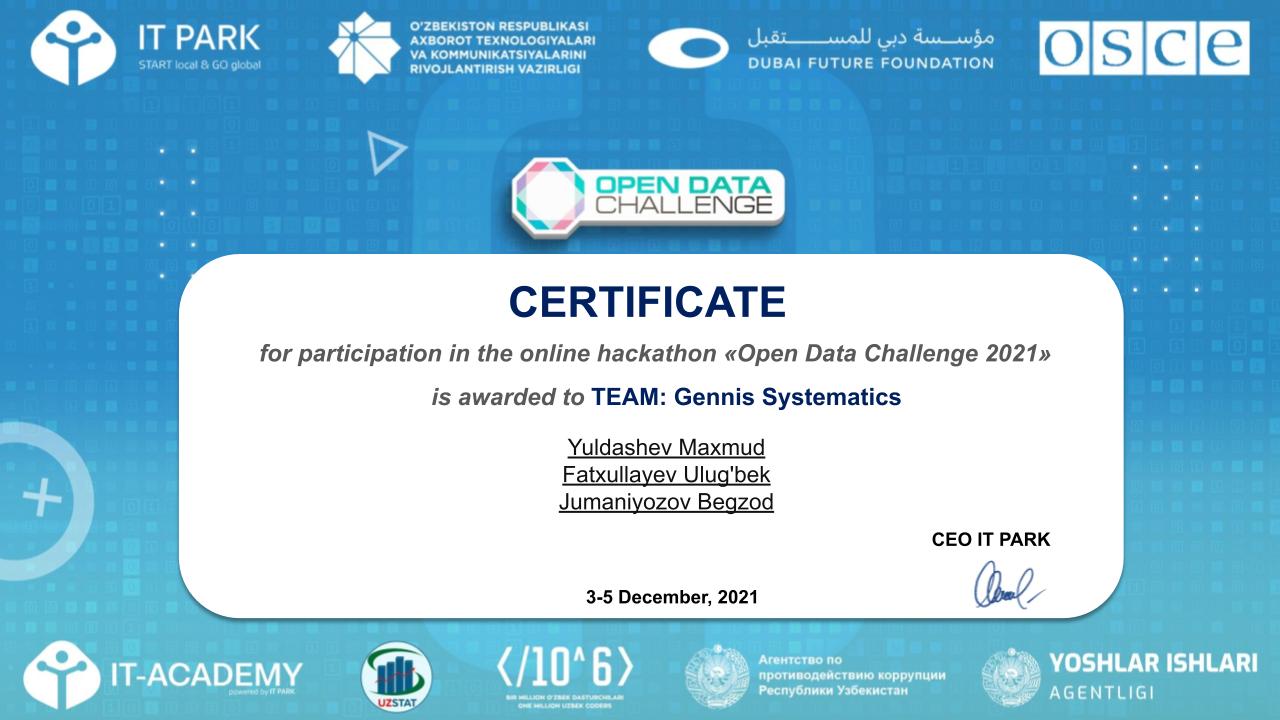 IT PARK
START local & GO global
O'ZBEKISTON RESPUBLIKASI
AXBOROT TEXNOLOGIYALARI
VA KOMMUNIKATSIYALARINI
RIVOJLANTIRISH VAZIRLIGI
مؤسسة دبي للمستقبل
DUBAI FUTURE FOUNDATION
osce
OPEN DATA
CHALLENGE
CERTIFICATE
for participation in the online hackathon «Open Data Challenge 2021»
is awarded to TEAM: Gennis Systematics
Yuldashev Maxmud
Fatxullayev Ulug'bek
Jumaniyozov Begzod
CEO IT PARK
3-5 December, 2021
IT-ACADEMY
powered by IT PARK
UZSTAT
</10^6>
BIR MILLION O'ZBEK DASTURCHILARI
ONE MILLION UZBEK CODERS
Агентство по
противодействию коррупции
Республики Узбекистан
YOSHLAR ISHLARI
AGENTLIGI